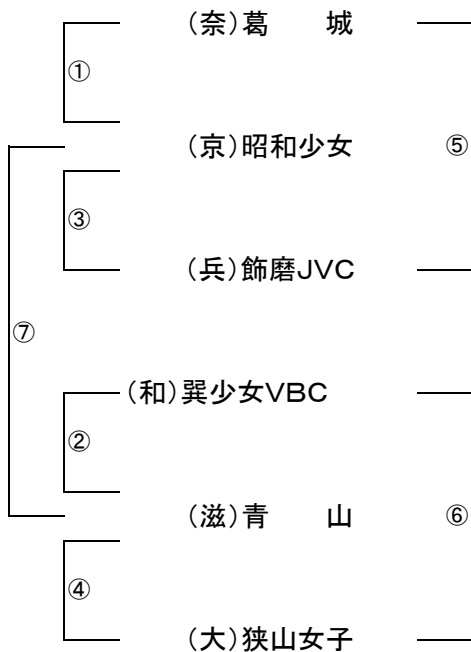 (奈)葛　　城
①
(京)昭和少女　⑤
③
(兵)飾磨JVC
⑦
(和)巽少女VBC
②
(滋)青　　山　⑥
④
(大)狭山女子